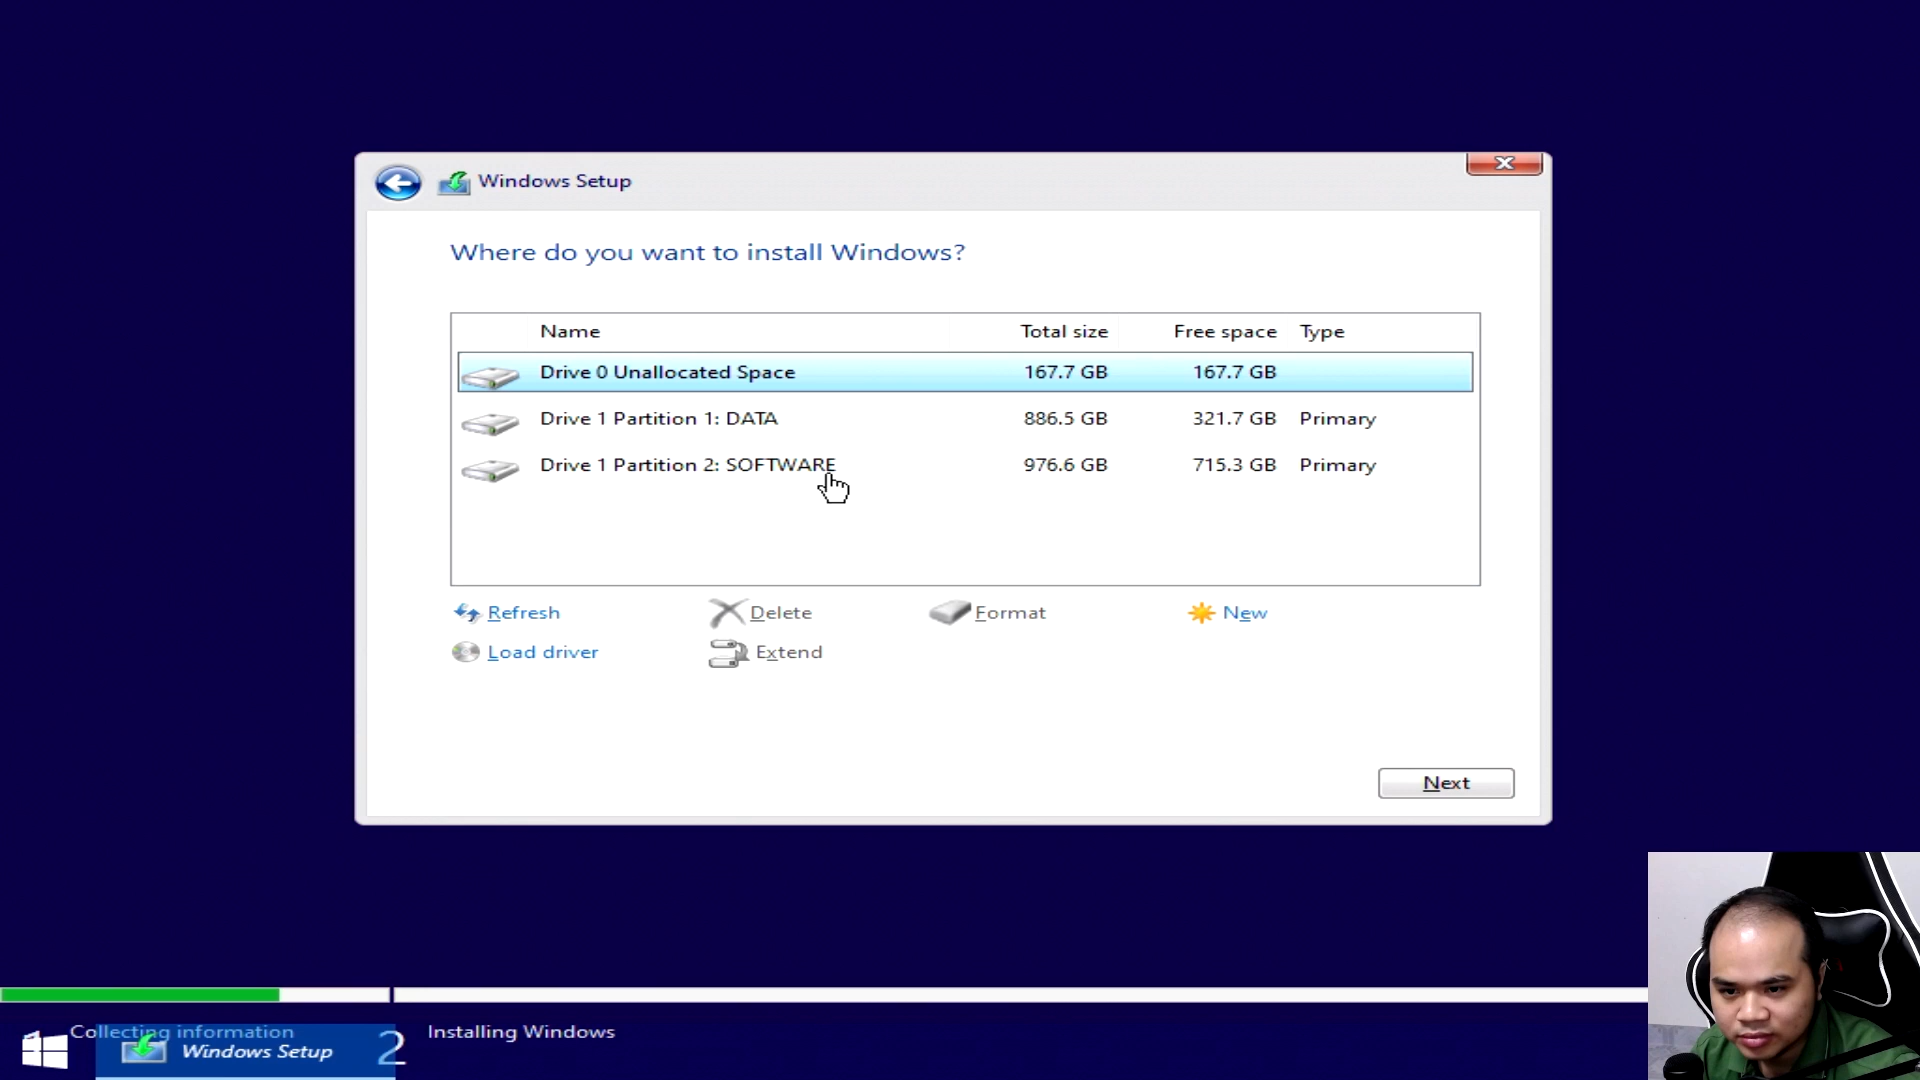 Windows Setup
Where do you want to install Windows?
Name Total size Free space Type
Drive 0 Unallocated Space 167.7 GB 167.7 GB
Drive 1 Partition 1: DATA 886.5 GB 321.7 GB Primary
Drive 1 Partition 2: SOFTWARE 976.6 GB 715.3 GB Primary
Refresh Delete Format New
Load driver Extend
Next
Collecting information 2 Installing Windows
Windows Setup